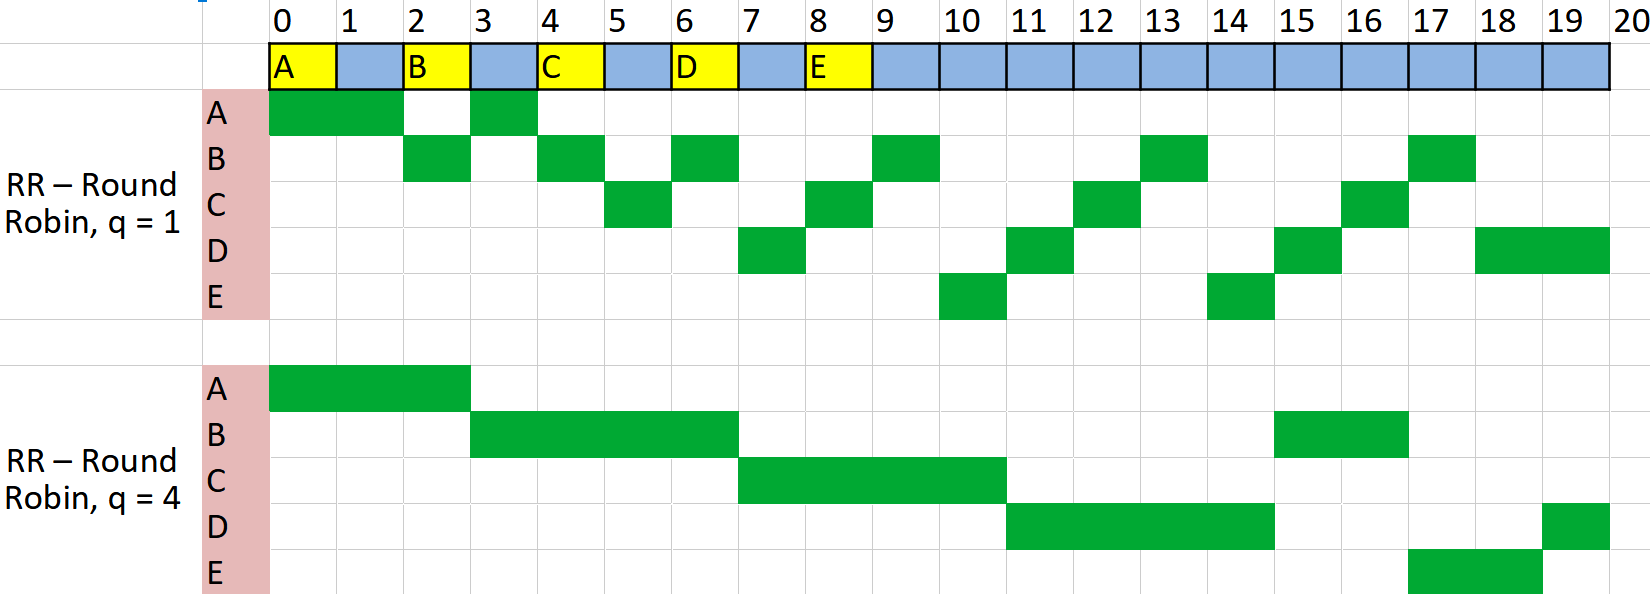 0 1 2 3 4 5 6 7 8 9 10 11 12 13 14 15 16 17 18 19 20
A B C D E
RR – Round
Robin, q = 1
A
B
C
D
E
RR – Round
Robin, q = 4
A
B
C
D
E